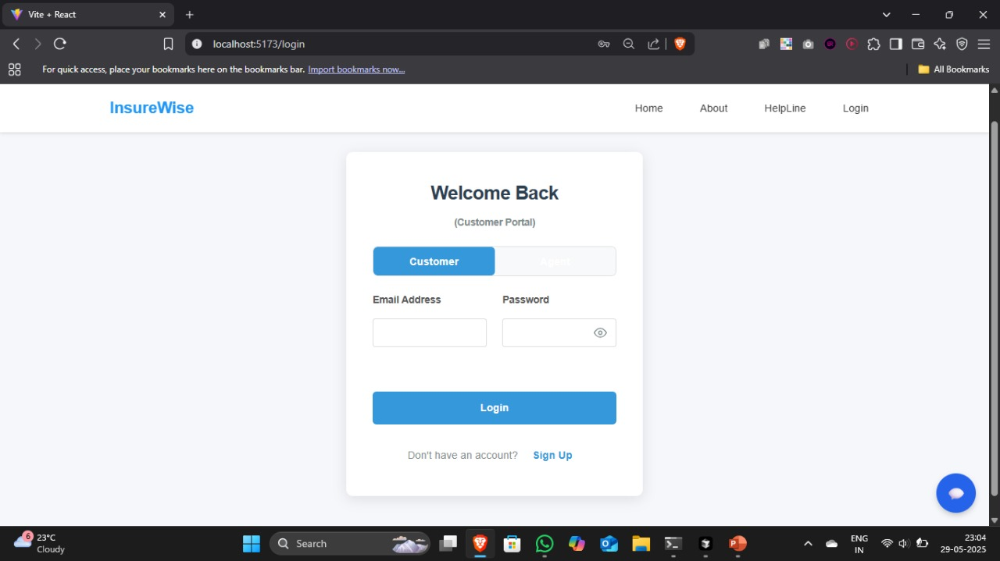 Vite + React
localhost:5173/login
For quick access, place your bookmarks here on the bookmarks bar. Import bookmarks now...
All Bookmarks
InsureWise
Home
About
HelpLine
Login
Welcome Back
(Customer Portal)
Customer
Agent
Email Address
Password
Login
Don't have an account? Sign Up
6
23°C
Cloudy
Search
ENG
IN
23:04
29-05-2025